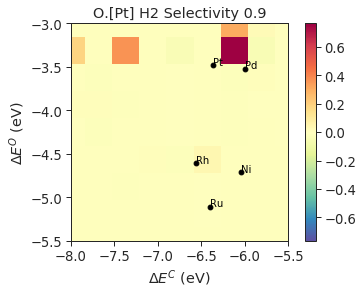 O.[Pt] H2 Selectivity 0.9
ΔE^O (eV)
−3.0
−3.5
−4.0
−4.5
−5.0
−5.5
Pt
Pd
Rh
Ni
Ru
−8.0 −7.5 −7.0 −6.5 −6.0 −5.5
ΔE^C (eV)
0.6
0.4
0.2
0.0
−0.2
−0.4
−0.6